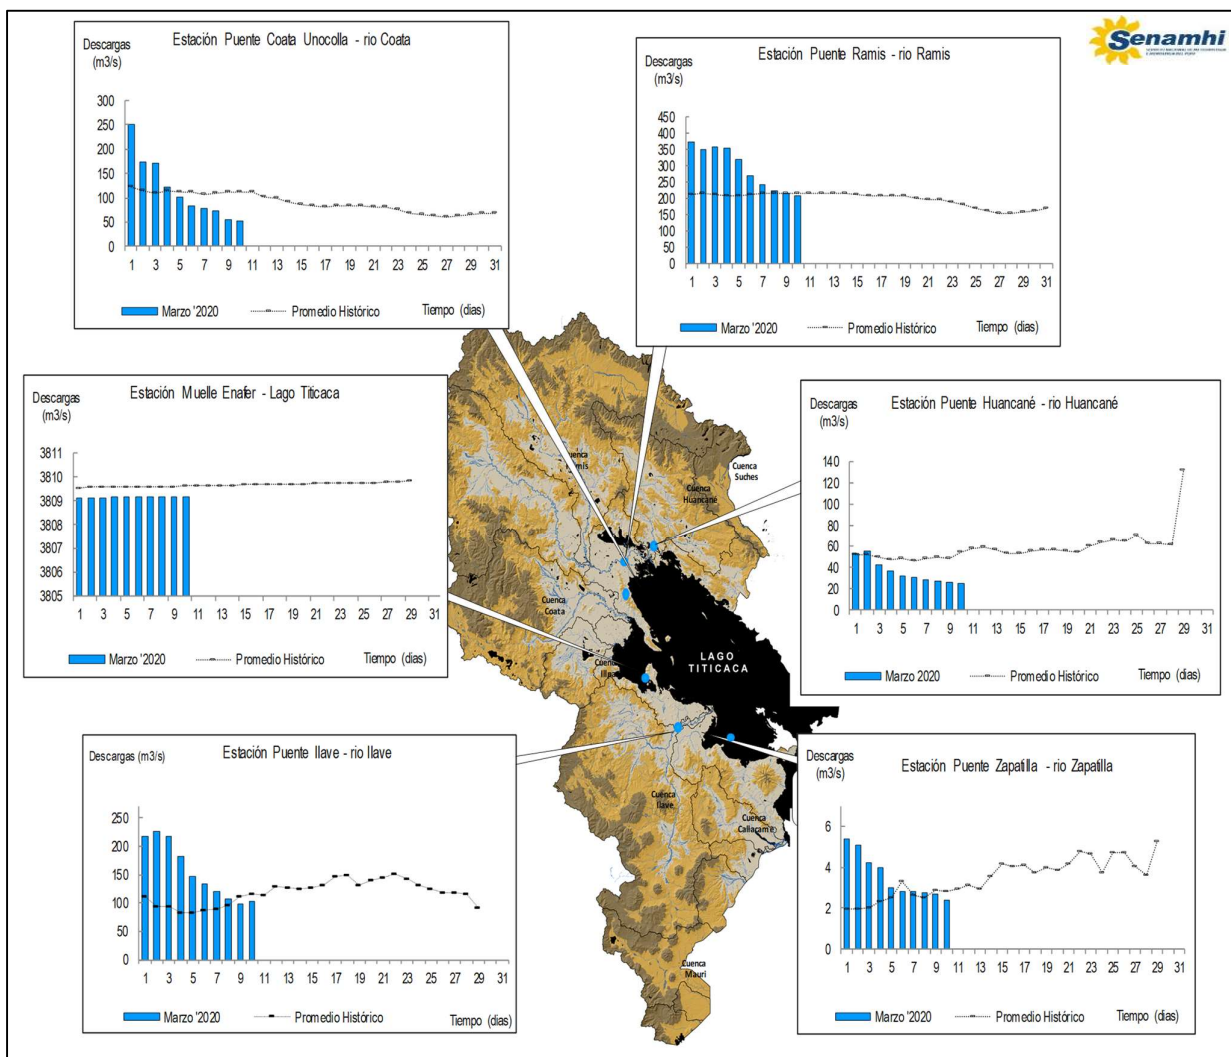 Senamhi
Estación Puente Coata Unocolla - rio Coata
Descargas
(m3/s)
300
250
200
150
100
50
0
1 3 5 7 9 11 13 15 17 19 21 23 25 27 29 31
Marzo '2020 Promedio Histórico Tiempo (dias)
Estación Puente Ramis - rio Ramis
Descargas
(m3/s)
450
400
350
300
250
200
150
100
50
0
1 3 5 7 9 11 13 15 17 19 21 23 25 27 29 31
Marzo '2020 Promedio Histórico Tiempo (dias)
Estación Muelle Enafer - Lago Titicaca
Descargas
(m3/s)
3811
3810
3809
3808
3807
3806
3805
1 3 5 7 9 11 13 15 17 19 21 23 25 27 29 31
Marzo '2020 Promedio Histórico Tiempo (dias)
Estación Puente Huancané - rio Huancané
Descargas
(m3/s)
140
120
100
80
60
40
20
0
1 3 5 7 9 11 13 15 17 19 21 23 25 27 29 31
Marzo 2020 Promedio Histórico Tiempo (dias)
Cuenca
Cuenca
Suches
Cuenca
Huancané
Cuenca
Coata
LAGO
TITICACA
Cuenca
Ilave
Cuenca
Callacame
Cuenca
Mauri
Estación Puente Ilave - rio Ilave
Descargas (m3/s)
250
200
150
100
50
0
1 3 5 7 9 11 13 15 17 19 21 23 25 27 29 31
Marzo '2020 Promedio Histórico Tiempo (dias)
Estación Puente Zapatilla - rio Zapatilla
Descargas
(m3/s)
6
4
2
0
1 3 5 7 9 11 13 15 17 19 21 23 25 27 29 31
Marzo '2020 Promedio Histórico Tiempo (dias)